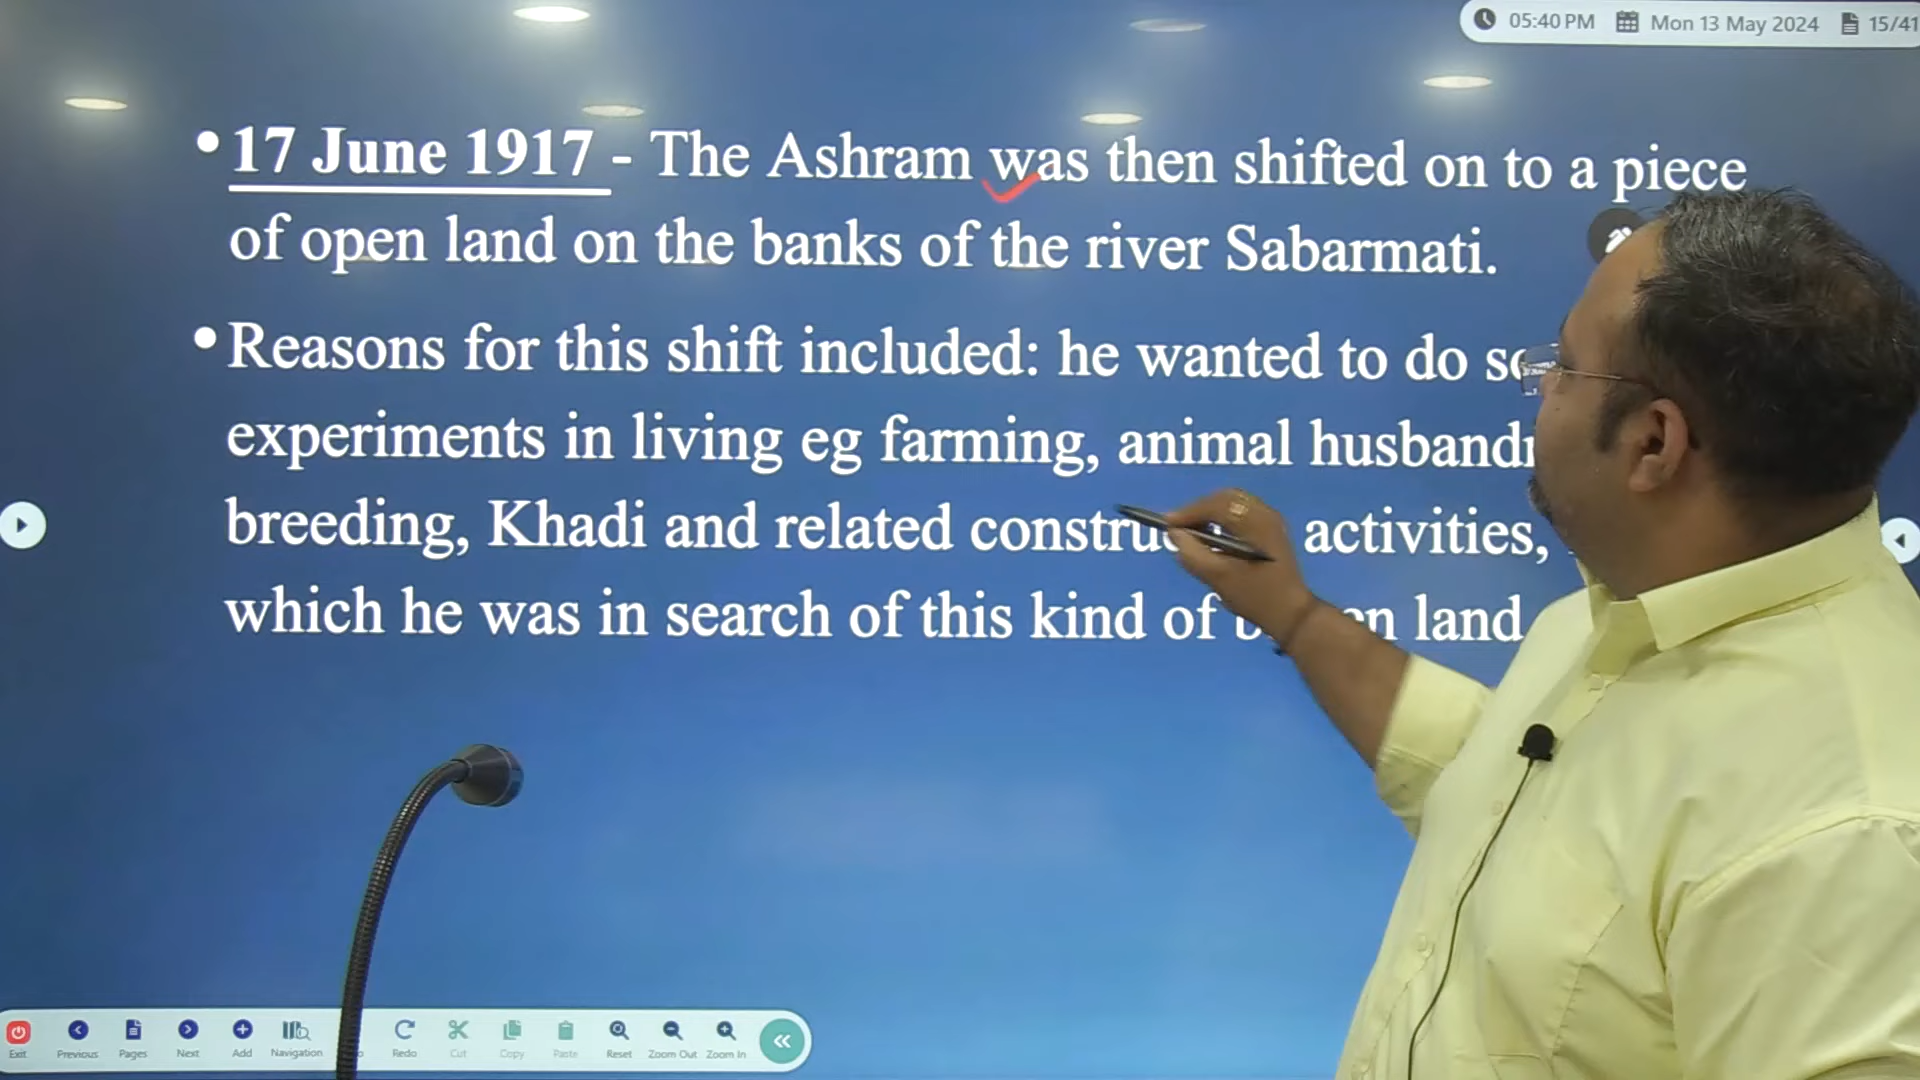 05:40 PM Mon 13 May 2024 15/41
• 17 June 1917 - The Ashram was then shifted on to a piece
of open land on the banks of the river Sabarmati.
• Reasons for this shift included: he wanted to do
experiments in living eg farming, animal
breeding, Khadi and related activities,
which he was in search of this kind of land
Exit Previous Pages Next Add Navigation Redo Cut Copy Paste Reset Zoom Out Zoom In